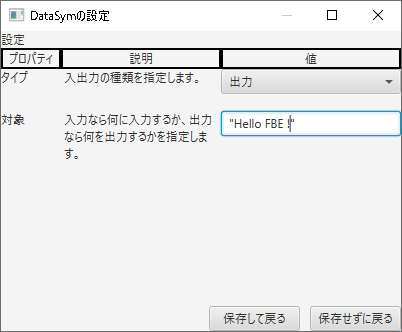 DataSymの設定
設定
プロパティ 説明 値
タイプ 入出力の種類を指定します。 出力
対象 入力なら何に入力するか、出力 "Hello FBE !"
なら何を出力するかを指定しま
す。
保存して戻る 保存せずに戻る